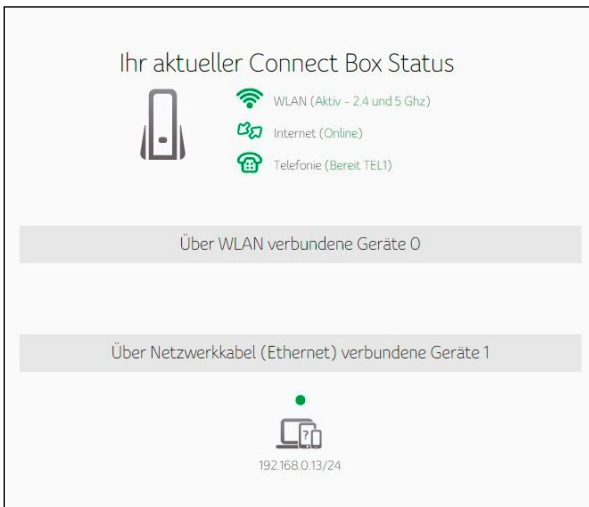 Ihr aktueller Connect Box Status
WLAN (Aktiv - 2.4 und 5 Ghz)
Internet (Online)
Telefonie (Bereit TEL1)
Über WLAN verbundene Geräte 0
Über Netzwerkkabel (Ethernet) verbundene Geräte 1
?
192.168.0.13/24